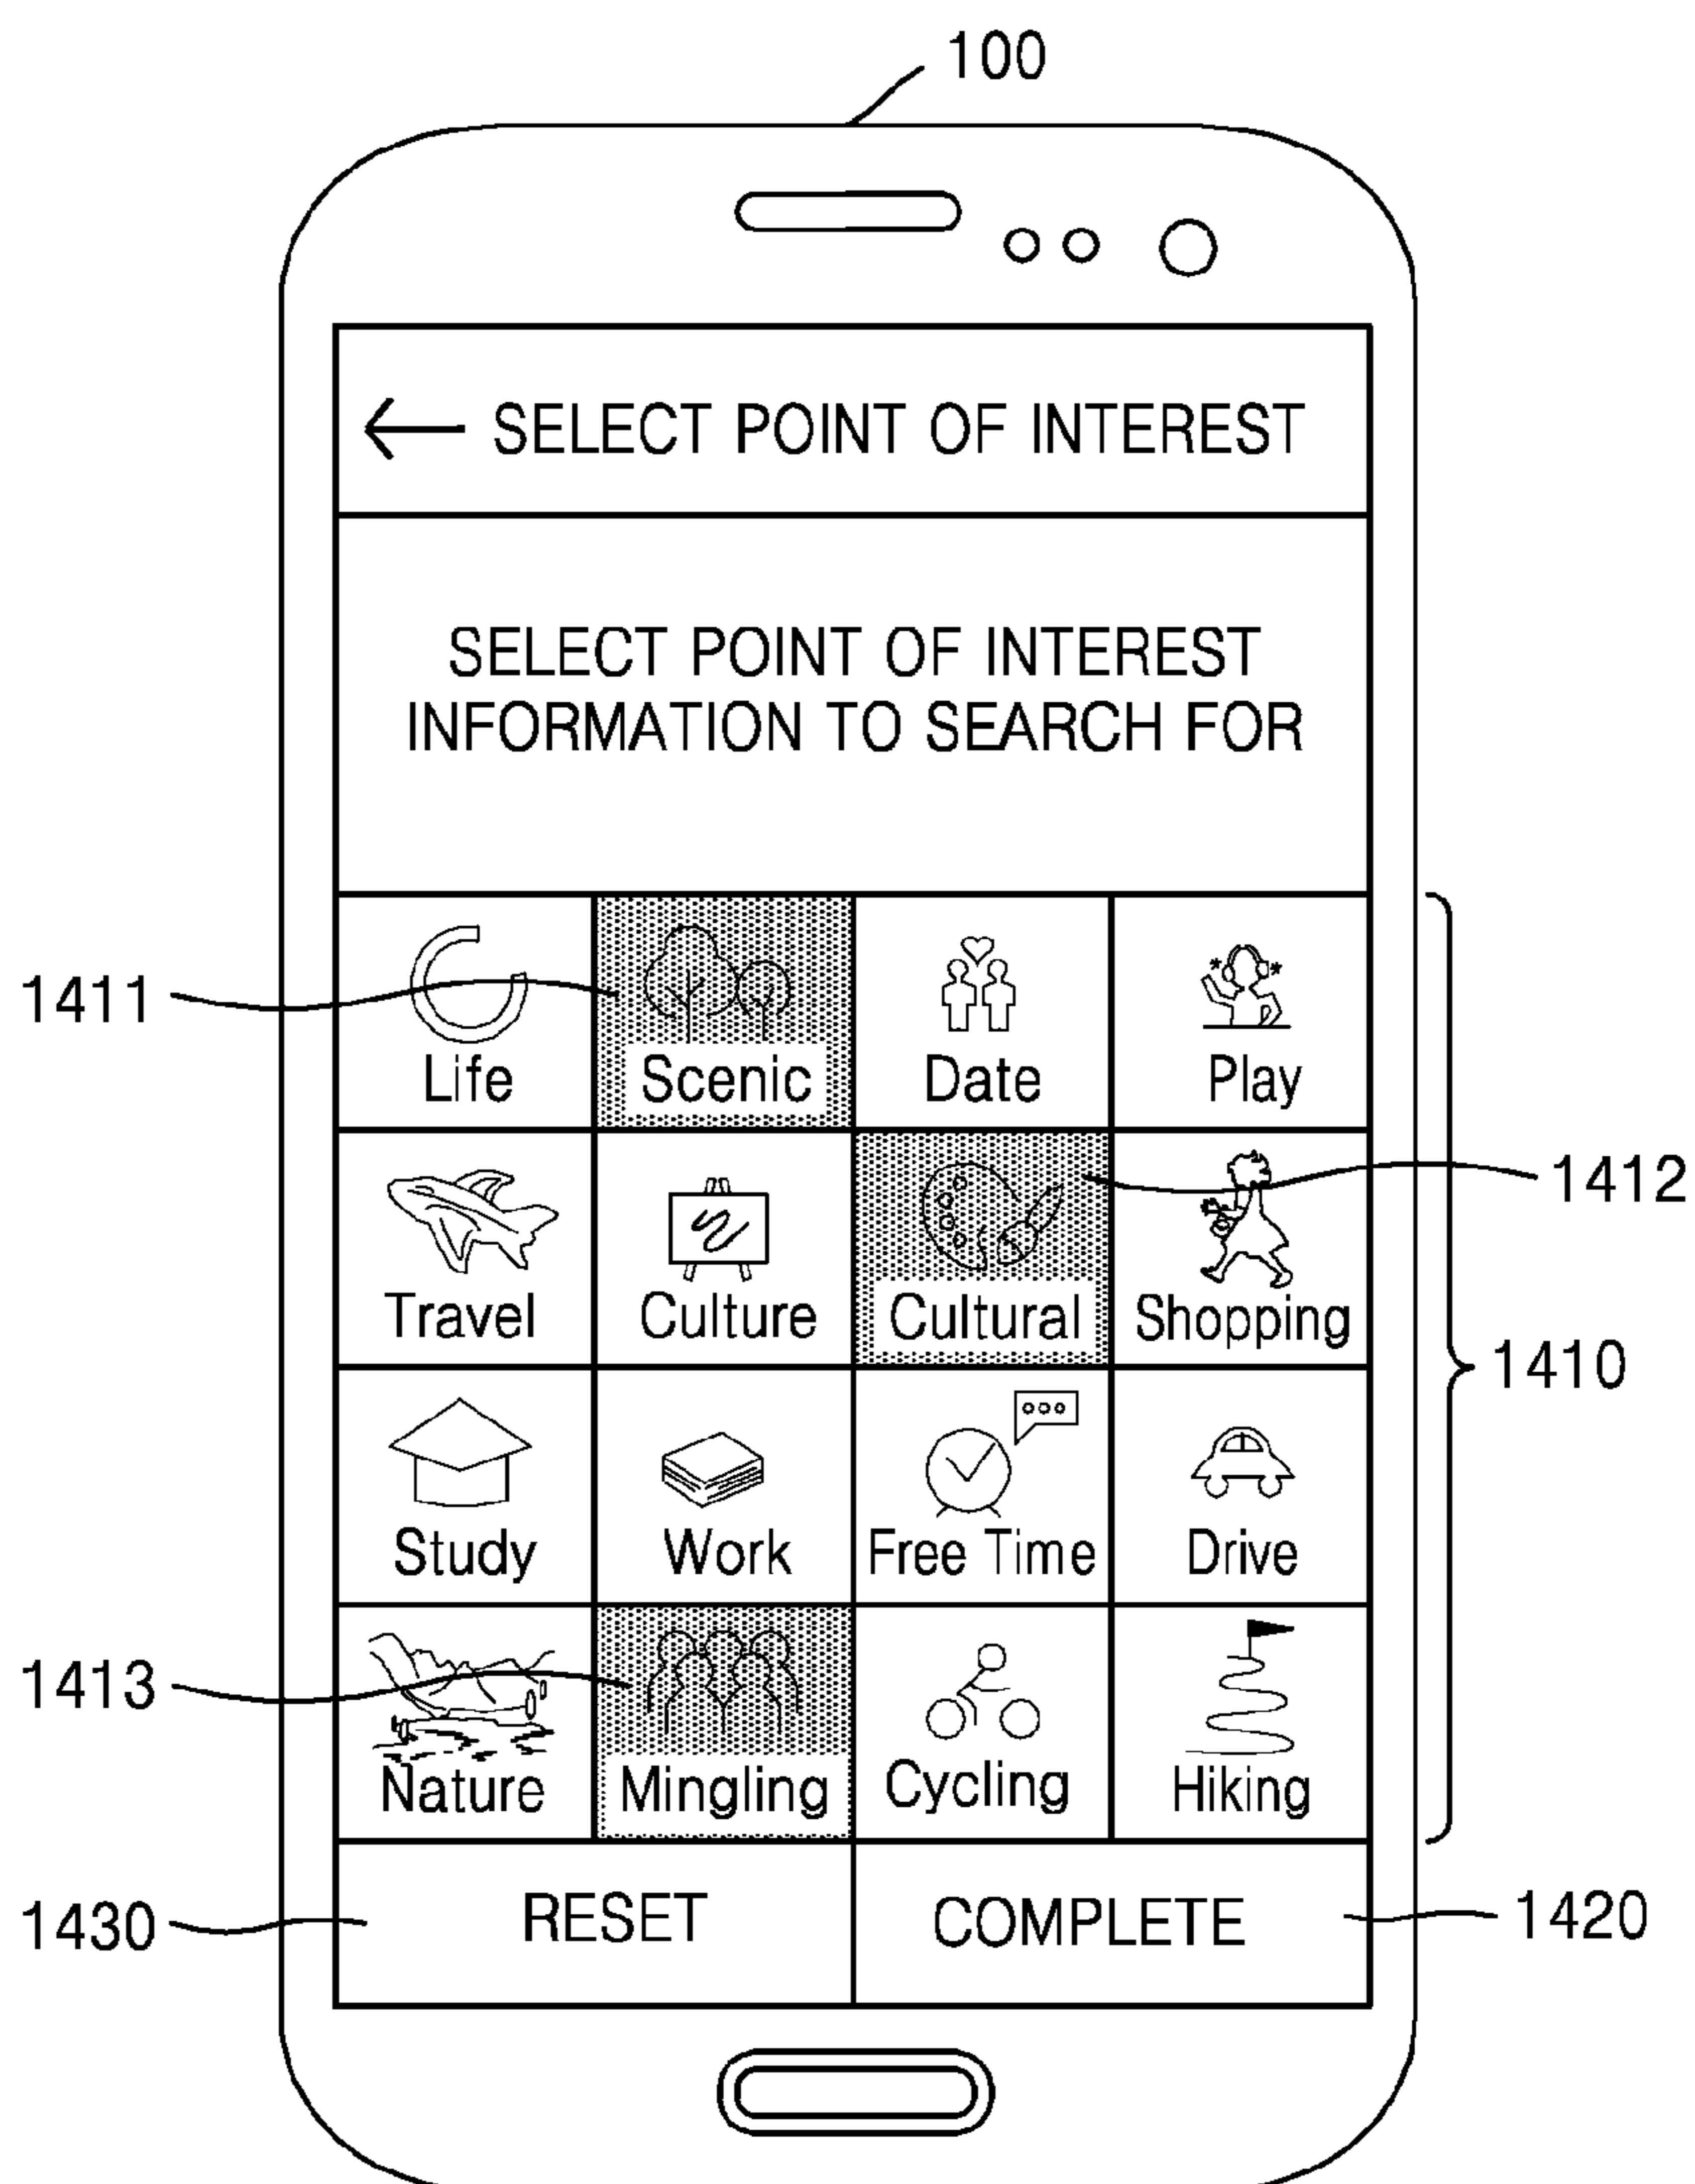 100
SELECT POINT OF INTEREST
SELECT POINT OF INTEREST
INFORMATION TO SEARCH FOR
1411
Life
Scenic
Date
Play
1412
Travel
Culture
Cultural
Shopping
1410
Study
Work
Free Time
Drive
1413
Nature
Mingling
Cycling
Hiking
1430
RESET
COMPLETE
1420